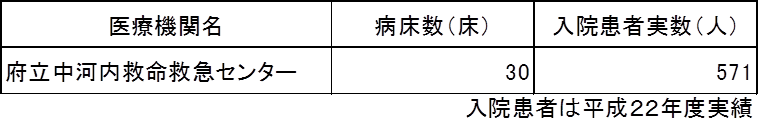 医療機関名 病床数（床） 入院患者実数（人）
府立中河内救命救急センター 30 571
入院患者は平成２２年度実績